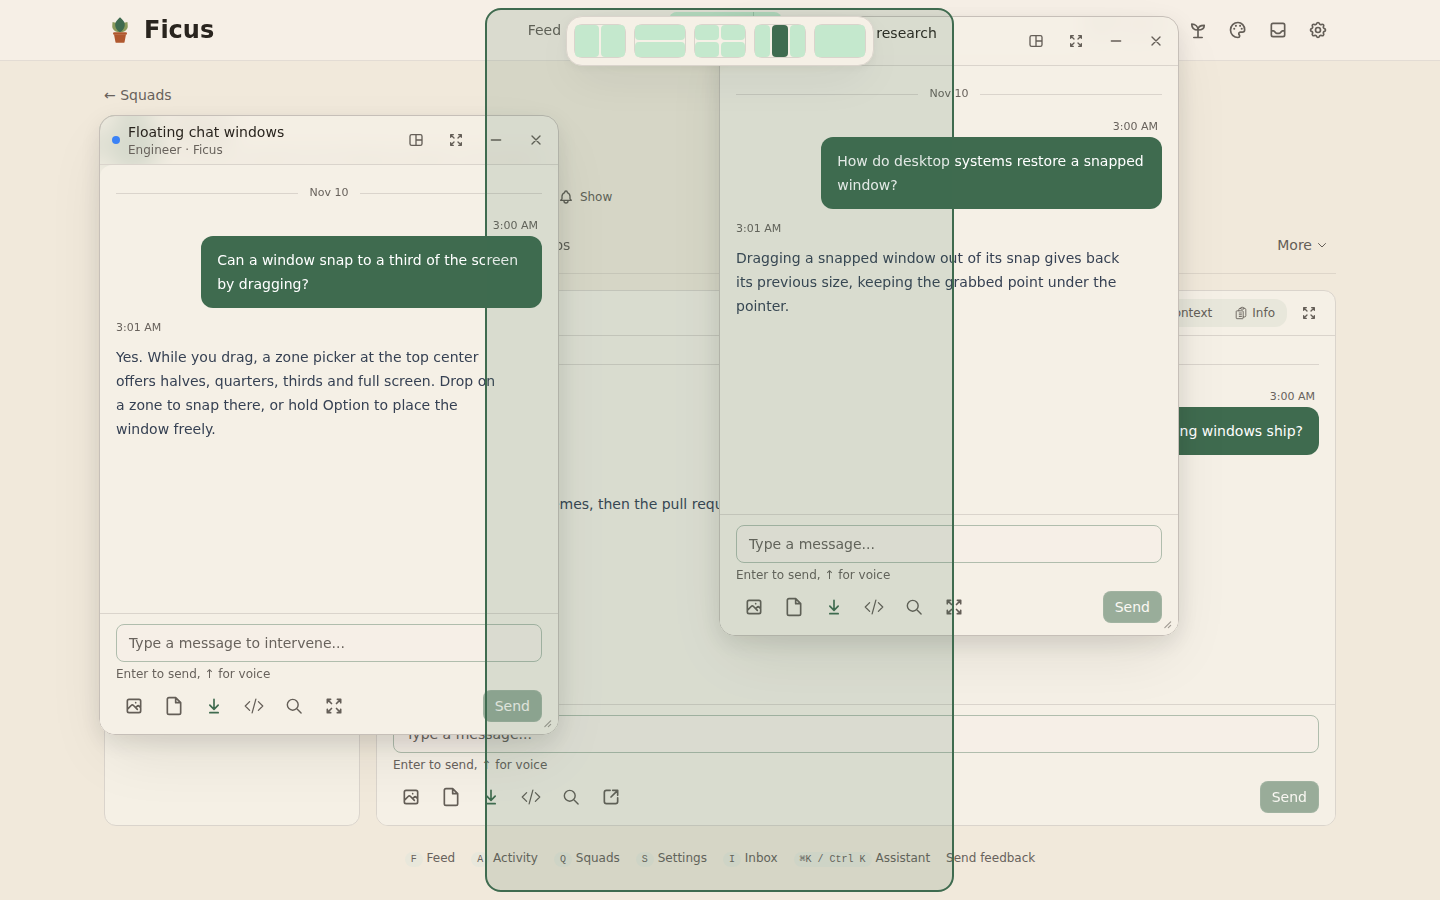 Ficus
Feed
research
← Squads
Floating chat windows
Engineer · Ficus
Nov 10
3:00 AM
Can a window snap to a third of the screen
by dragging?
3:01 AM
Yes. While you drag, a zone picker at the top center
offers halves, quarters, thirds and full screen. Drop on
a zone to snap there, or hold Option to place the
window freely.
Type a message to intervene...
Enter to send, ↑ for voice
Send
Show
Nov 10
3:00 AM
How do desktop systems restore a snapped
window?
3:01 AM
Dragging a snapped window out of its snap gives back
its previous size, keeping the grabbed point under the
pointer.
Type a message...
Enter to send, ↑ for voice
Send
More
Info
3:00 AM
windows ship?
then the pull
Type a message...
Enter to send, ↑ for voice
Send
F Feed A Activity Q Squads S Settings I Inbox ⌘K / Ctrl K Assistant Send feedback